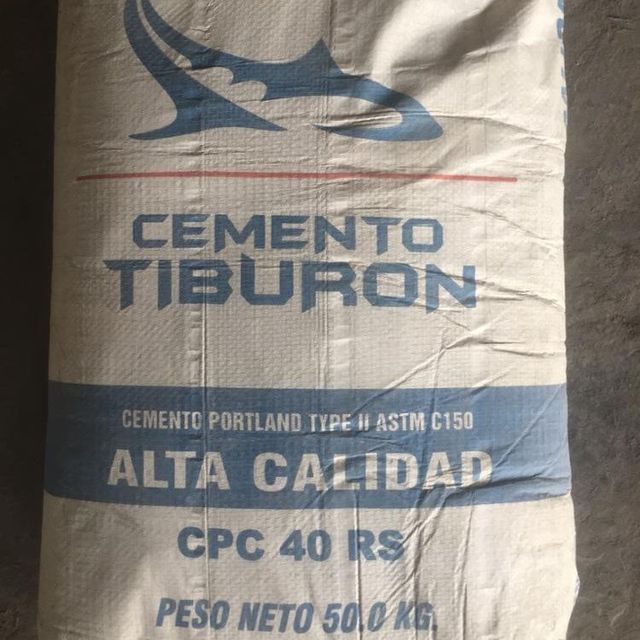 CEMENTO
TIBURON
CEMENTO PORTLAND TYPE II ASTM C150
ALTA CALIDAD
CPC 40 RS
PESO NETO 50.0 KG.